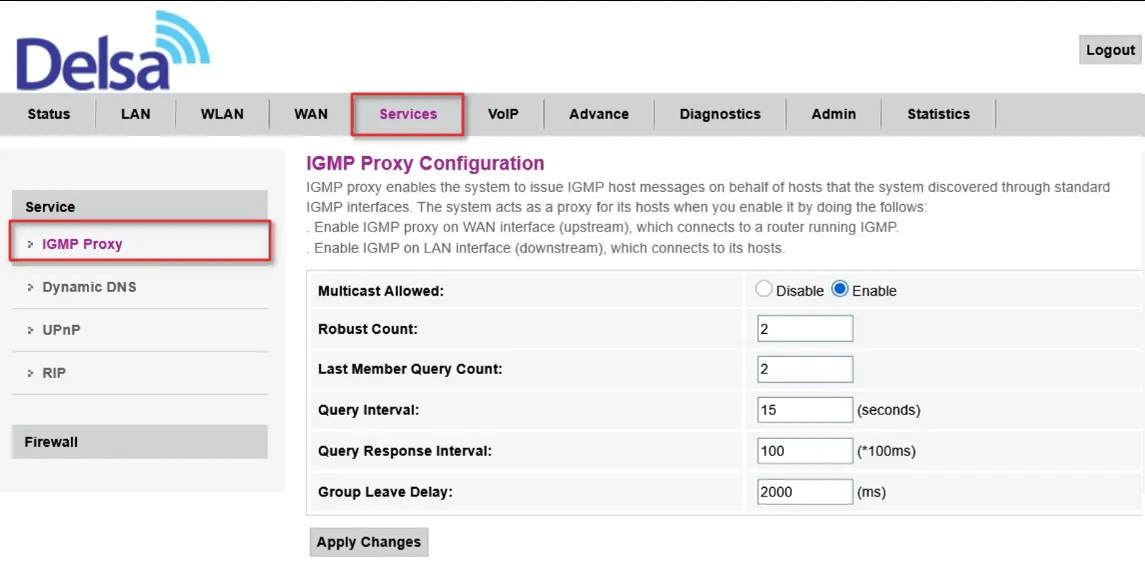 Delsa
Logout
Status LAN WLAN WAN Services VoIP Advance Diagnostics Admin Statistics
Service
IGMP Proxy
Dynamic DNS
UPnP
RIP
Firewall
IGMP Proxy Configuration
IGMP proxy enables the system to issue IGMP host messages on behalf of hosts that the system discovered through standard
IGMP interfaces. The system acts as a proxy for its hosts when you enable it by doing the follows:
. Enable IGMP proxy on WAN interface (upstream), which connects to a router running IGMP.
. Enable IGMP on LAN interface (downstream), which connects to its hosts.
Multicast Allowed: Disable Enable
Robust Count: 2
Last Member Query Count: 2
Query Interval: 15 (seconds)
Query Response Interval: 100 (*100ms)
Group Leave Delay: 2000 (ms)
Apply Changes